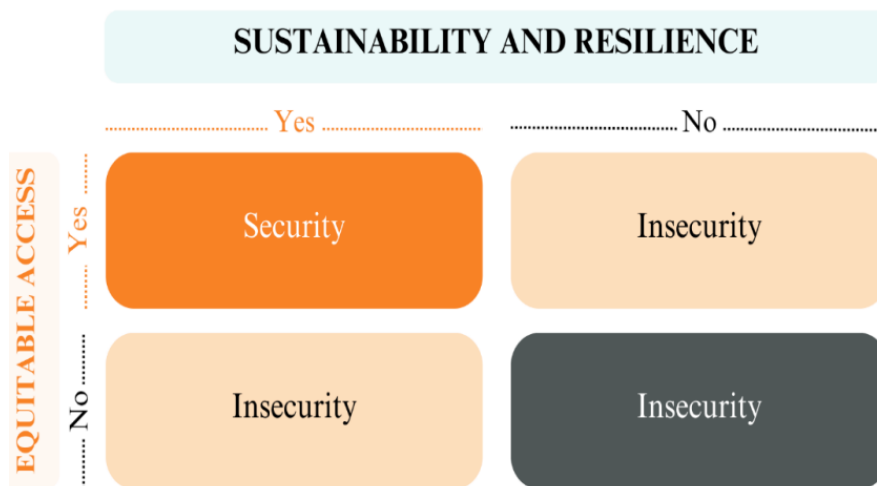 SUSTAINABILITY AND RESILIENCE
Yes
No
EQUITABLE ACCESS
Yes
Security
Insecurity
No
Insecurity
Insecurity